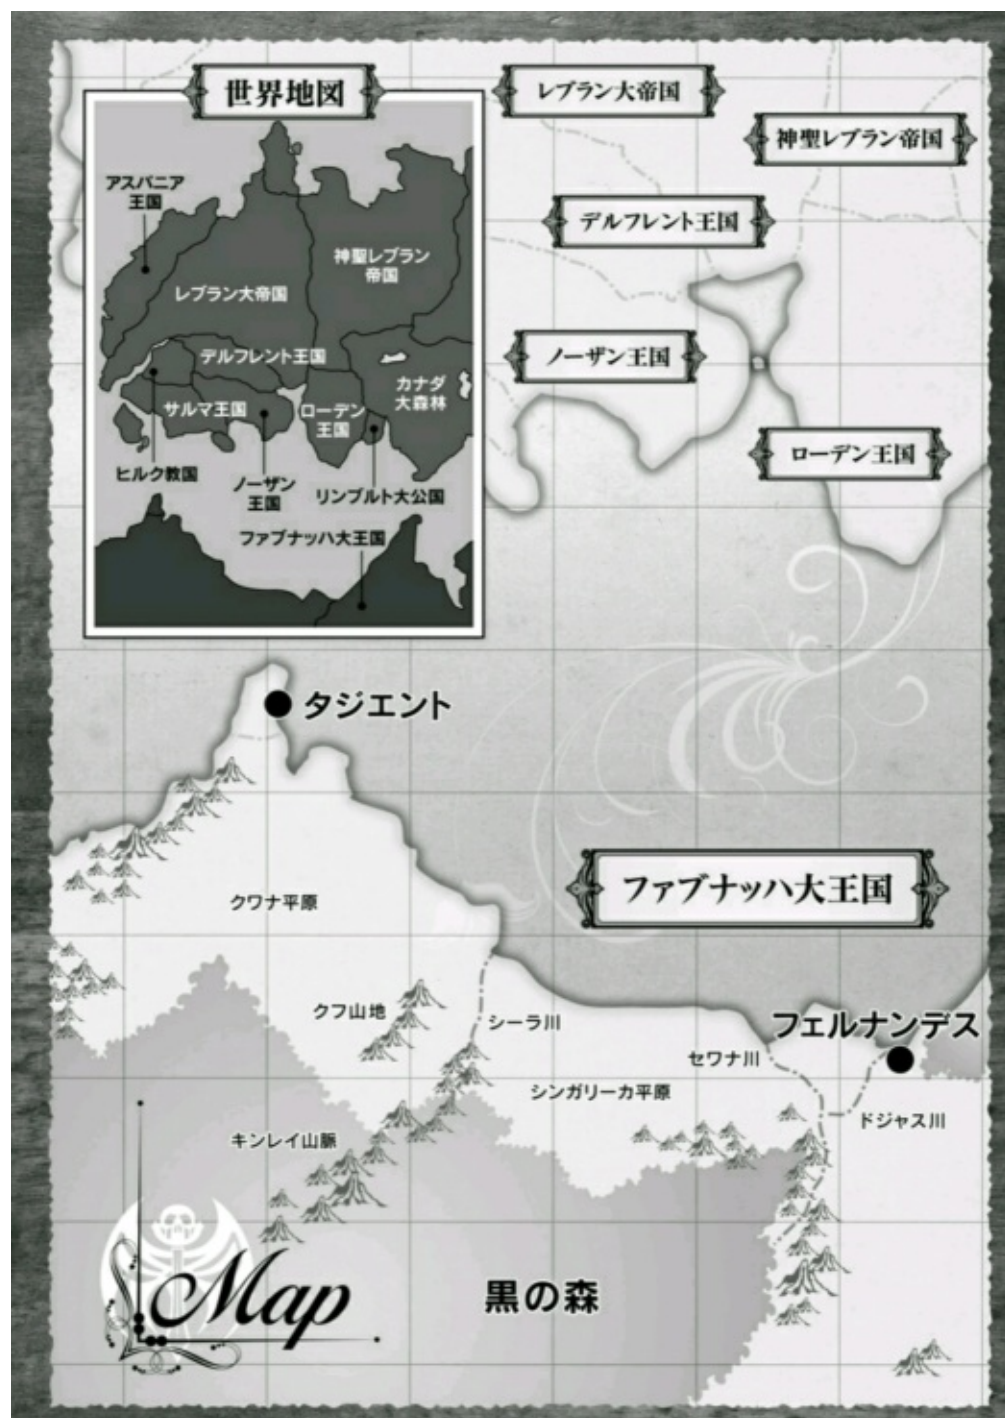 世界地図
レブラン大帝国
神聖レブラン帝国
デルフレント王国
ノーザン王国
ローデン王国
アスパニア
王国
神聖レブラン
帝国
レブラン大帝国
デルフレント王国
カナダ
大森林
サルマ王国
ローデン
王国
ヒルク教国
ノーザン
王国
リンブルト大公国
ファブナッハ大王国
タジエント
ファブナッハ大王国
クワナ平原
クフ山地
シーラ川
フェルナンデス
セワナ川
シンガリーカ平原
ドジャス川
キンレイ山脈
黒の森
Map